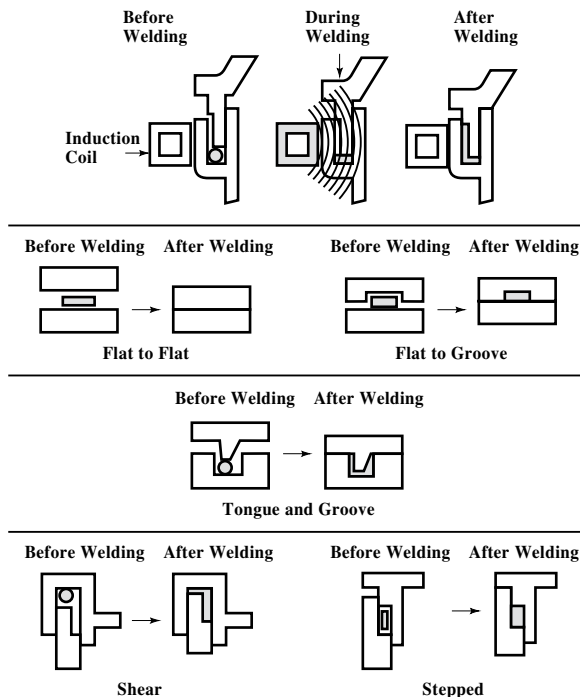 Before
Welding
During
Welding
After
Welding
Induction
Coil
Before Welding
After Welding
Flat to Flat
Before Welding
After Welding
Flat to Groove
Before Welding
After Welding
Tongue and Groove
Before Welding
After Welding
Shear
Before Welding
After Welding
Stepped